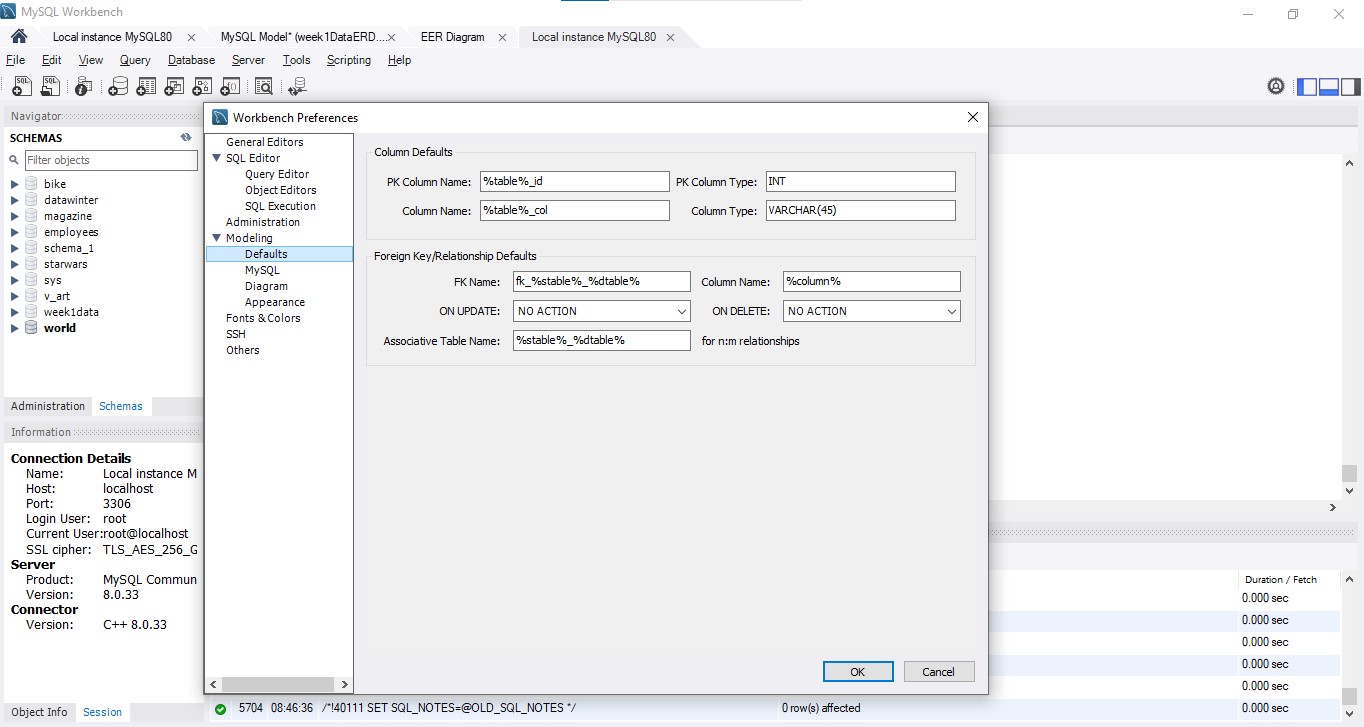 MySQL Workbench
Local instance MySQL80 MySQL Model* (week1DataERD.... EER Diagram Local instance MySQL80
File Edit View Query Database Server Tools Scripting Help
Navigator
SCHEMAS
Filter objects
bike
datawinter
magazine
employees
schema_1
starwars
sys
v_art
week1data
world
Administration Schemas
Information
Connection Details
Name: Local instance M
Host: localhost
Port: 3306
Login User: root
Current User: root@localhost
SSL cipher: TLS_AES_256_G
Server
Product: MySQL Commun
Version: 8.0.33
Connector
Version: C++ 8.0.33
Object Info Session
Workbench Preferences
General Editors
SQL Editor
Query Editor
Object Editors
SQL Execution
Administration
Modeling
Defaults
MySQL
Diagram
Appearance
Fonts & Colors
SSH
Others
Column Defaults
PK Column Name: %table%_id PK Column Type: INT
Column Name: %table%_col Column Type: VARCHAR(45)
Foreign Key/Relationship Defaults
FK Name: fk_%stable%_%dtable% Column Name: %column%
ON UPDATE: NO ACTION ON DELETE: NO ACTION
Associative Table Name: %stable%_%dtable% for n:m relationships
OK Cancel
Duration / Fetch
0.000 sec
0.000 sec
0.000 sec
0.000 sec
0.000 sec
5704 08:46:36 /*!40111 SET SQL_NOTES=@OLD_SQL_NOTES */ 0 row(s) affected 0.000 sec